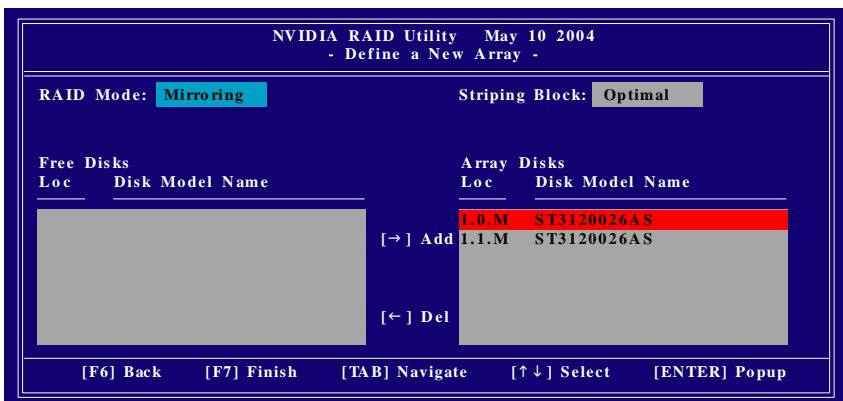 NVIDIA RAID Utility May 10 2004
- Define a New Array -
RAID Mode: Mirroring Striping Block: Optimal
Free Disks Array Disks
Loc Disk Model Name Loc Disk Model Name
1.0.M ST3120026AS
[→] Add 1.1.M ST3120026AS
[←] Del
[F6] Back [F7] Finish [TAB] Navigate [↑↓] Select [ENTER] Popup